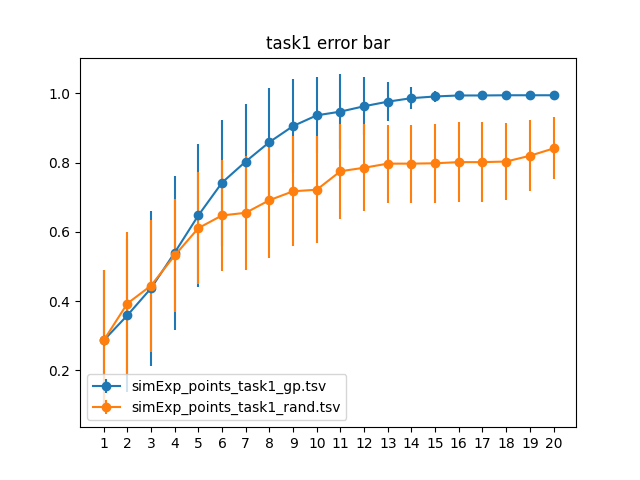 task1 error bar
1.0
0.8
0.6
0.4
0.2
simExp_points_task1_gp.tsv
simExp_points_task1_rand.tsv
1 2 3 4 5 6 7 8 9 10 11 12 13 14 15 16 17 18 19 20